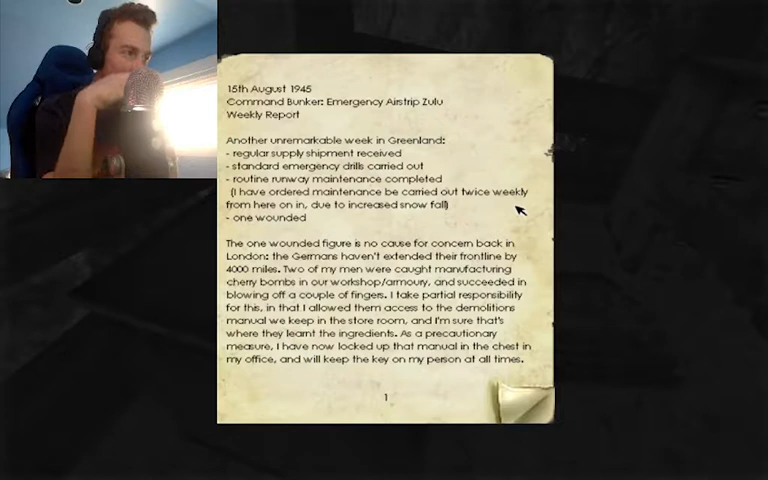 15th August 1945
Command Bunker: Emergency Airstrip Zulu
Weekly Report
Another unremarkable week in Greenland:
- regular supply shipment received
- standard emergency drills carried out
- routine runway maintenance completed
(I have ordered maintenance be carried out twice weekly
from here on in, due to increased snow fall)
- one wounded
The one wounded figure is no cause for concern back in
London: the Germans haven't extended their frontline by
4000 miles. Two of my men were caught manufacturing
cherry bombs in our workshop/armoury, and succeeded in
blowing off a couple of fingers. I take partial responsibility
for this, in that I allowed them access to the demolitions
manual we keep in the store room, and I'm sure that's
where they learnt the ingredients. As a precautionary
measure, I have now locked up that manual in the chest in
my office, and will keep the key on my person at all times.
1